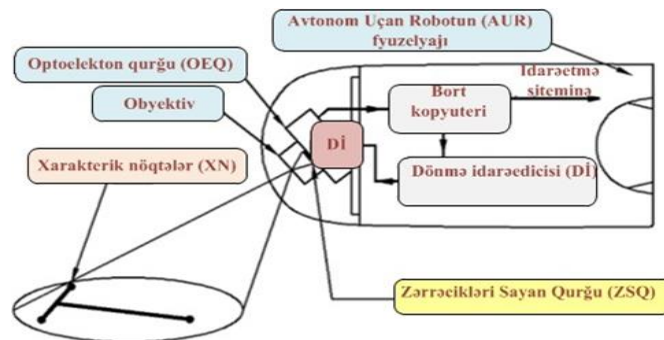 Avtonom Uçan Robotun (AUR)
fyuzelyajı
Optoelekton qurğu (OEQ)
Obyektiv
Xarakterik nöqtələr (XN)
Dİ
Bort
kopyuteri
İdarəetmə
siteminə
Dönmə idarəedicisi (Dİ)
Zərrəcikləri Sayan Qurğu (ZSQ)